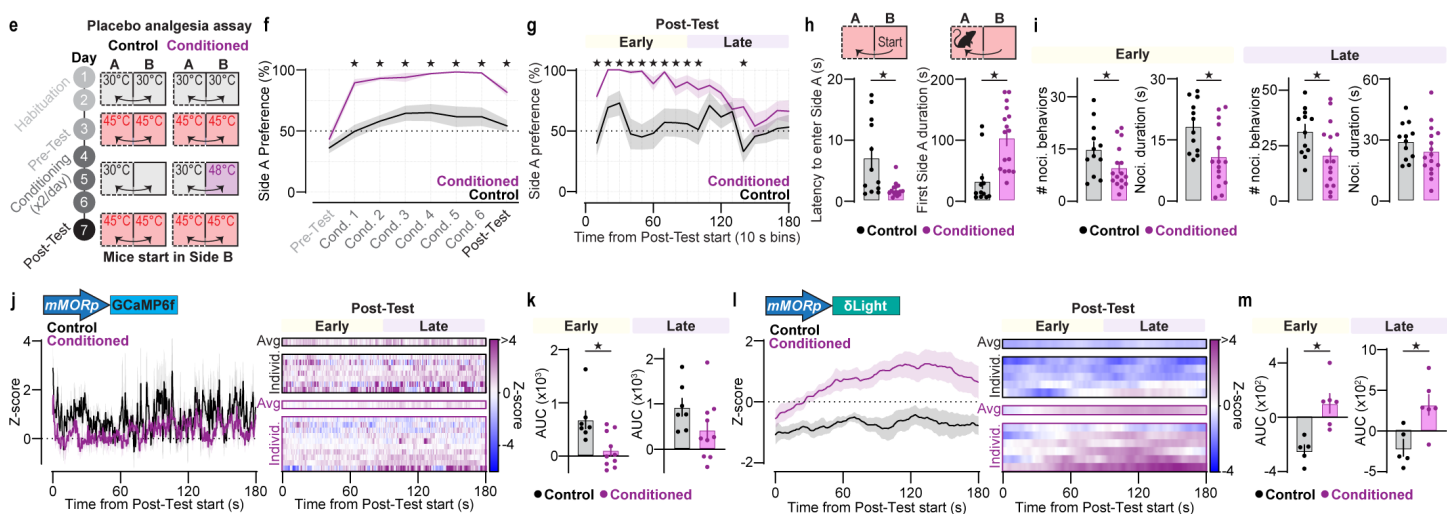 e
Placebo analgesia assay
Control Conditioned
Day A B A B
Habituation
Pre-Test
Conditioning
(x2/day)
Post-Test
1
2
3
4
5
6
7
30°C 30°C 30°C 30°C
45°C 45°C 45°C 45°C
30°C 30°C 48°C
45°C 45°C 45°C 45°C
Mice start in Side B
f
Side A Preference (%)
100
50
0
★ ★ ★ ★ ★ ★ ★
Conditioned
Control
Pre-Test
Cond. 1
Cond. 2
Cond. 3
Cond. 4
Cond. 5
Cond. 6
Post-Test
g
Post-Test
Early Late
★★★★★★★★★★ ★
Side A preference (%)
100
50
0
Conditioned
Control
0 60 120 180
Time from Post-Test start (10 s bins)
h
A B
Start
A B
Latency to enter Side A (s)
20
10
0
★
First Side A duration (s)
200
100
0
★
Control Conditioned
i
Early
# noci. behaviors
45
30
15
0
★
Noci. duration (s)
30
15
0
★
Late
# noci. behaviors
50
25
0
★
Noci. duration (s)
60
30
0
Control Conditioned
j
mMORp GCaMP6f
Control
Conditioned
Z-score
4
2
0
0 60 120 180
Time from Post-Test start (s)
Post-Test
Early Late
Avg
Individ.
Avg
Individ.
0 60 120 180
Time from Post-Test start (s)
>4
4
0
-4
Z-score
k
Early Late
AUC (x10³)
2
1
0
★
AUC (x10³)
2
1
0
Control Conditioned
l
mMORp δLight
Control
Conditioned
Z-score
2
0
-2
0 60 120 180
Time from Post-Test start (s)
Post-Test
Early Late
Avg
Individ.
Avg
Individ.
0 60 120 180
Time from Post-Test start (s)
>4
2
0
-2
-4
Z-score
m
Early Late
AUC (x10²)
4
0
-4
★
AUC (x10²)
10
5
0
-5
★
Control Conditioned